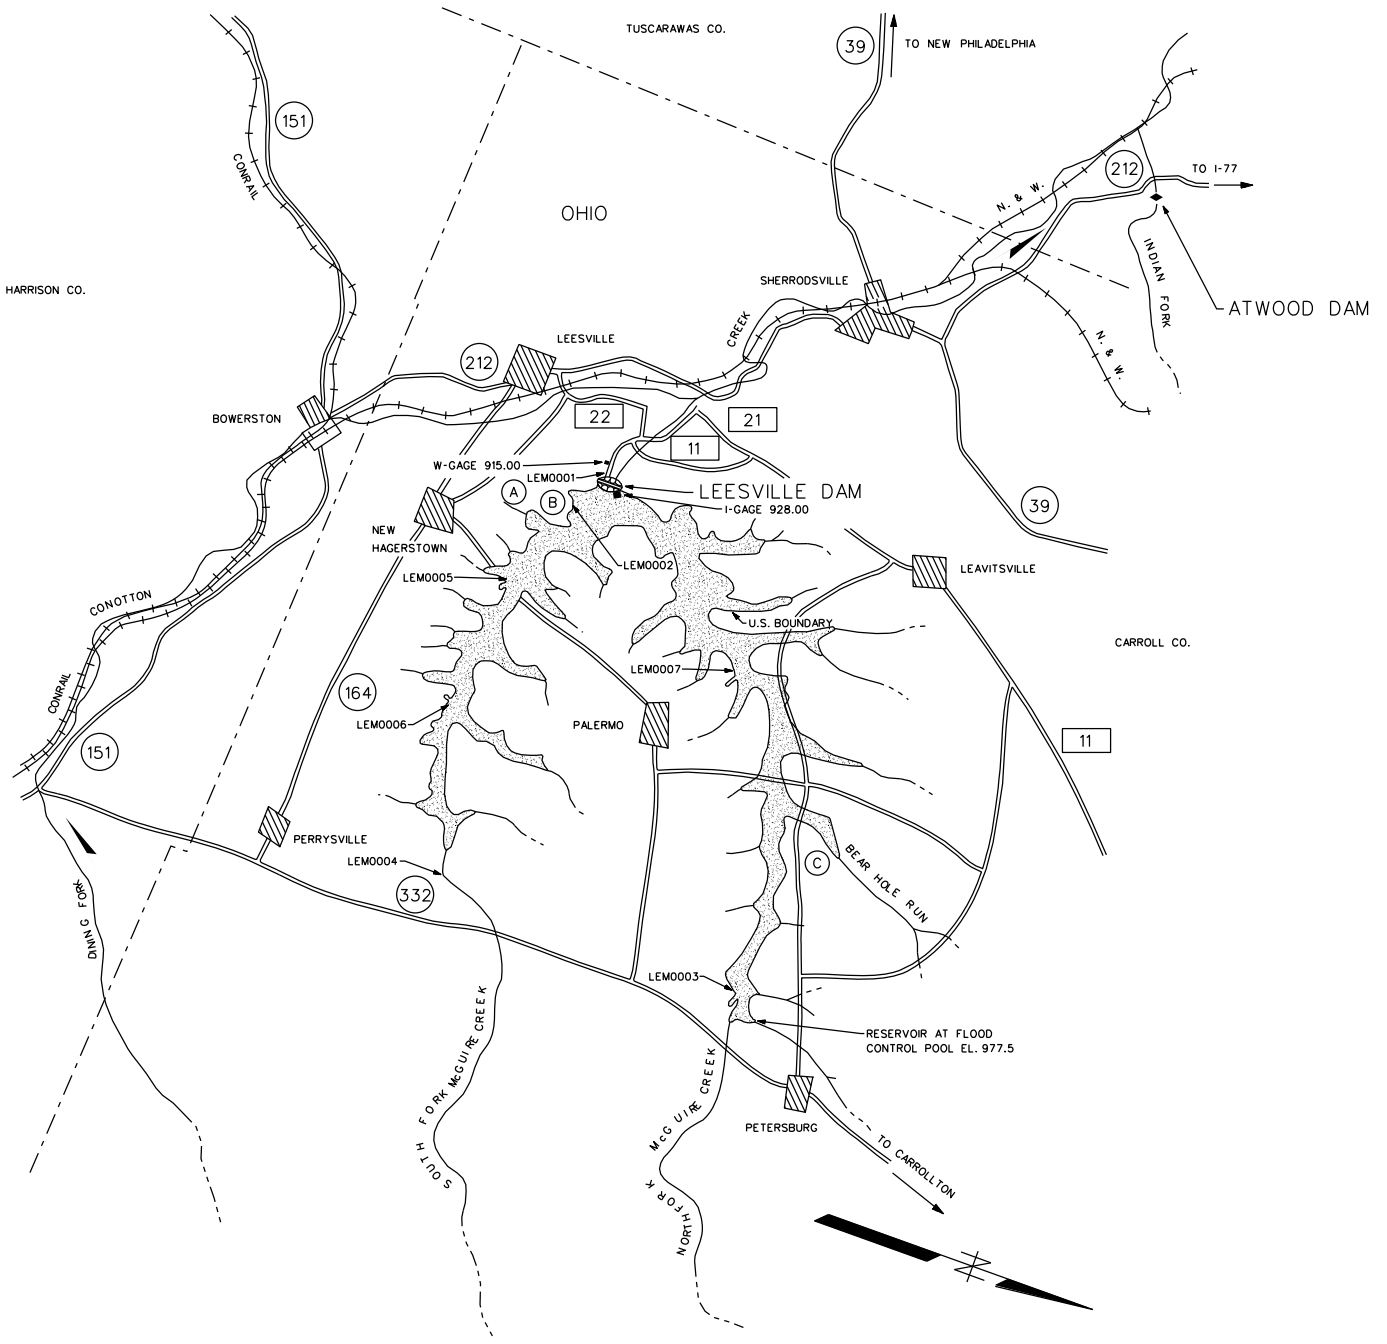 TUSCARAWAS CO.
39
TO NEW PHILADELPHIA
151
CONRAIL
212
TO I-77
N. & W.
OHIO
INDIAN FORK
SHERRODSVILLE
HARRISON CO.
ATWOOD DAM
CREEK
LEESVILLE
N. & W.
212
BOWERSTON
22
21
11
W-GAGE 915.00
LEM0001
A
B
LEESVILLE DAM
I-GAGE 928.00
39
NEW
HAGERSTOWN
LEM0002
LEAVITSVILLE
LEM0005
CONOTTON
U.S. BOUNDARY
CARROLL CO.
LEM0007
CONRAIL
164
LEM0006
PALERMO
11
151
PERRYSVILLE
LEM0004
332
C
BEAR HOLE RUN
DINING FORK
LEM0003
SOUTH FORK McGUIRE CREEK
RESERVOIR AT FLOOD
CONTROL POOL EL. 977.5
NORTH FORK McGUIRE CREEK
PETERSBURG
TO CARROLLTON
N